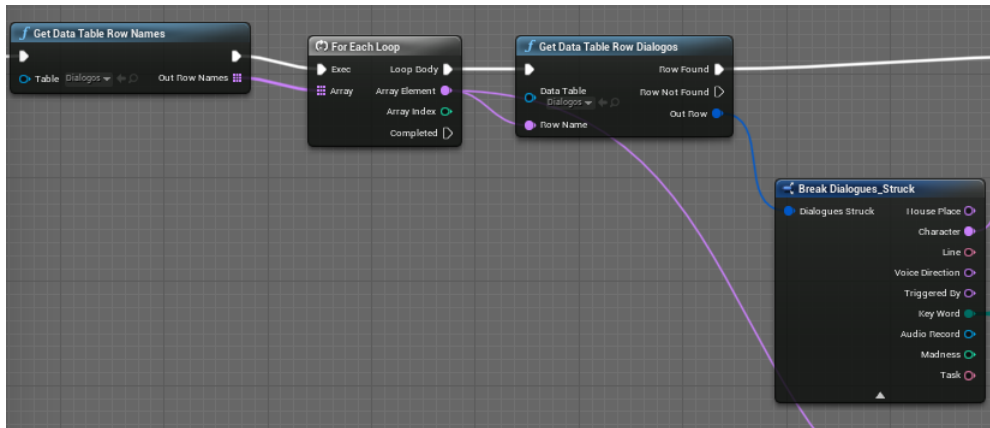 Get Data Table Row Names
Table Dialogos Out Row Names
For Each Loop
Exec Loop Body
Array Array Element
Array Index
Completed
Get Data Table Row Dialogos
Row Found
Data Table Row Not Found
Dialogos
Out Row
Row Name
Break Dialogues_Struck
Dialogues Struck House Place
Character
Line
Voice Direction
Triggered By
Key Word
Audio Record
Madness
Task